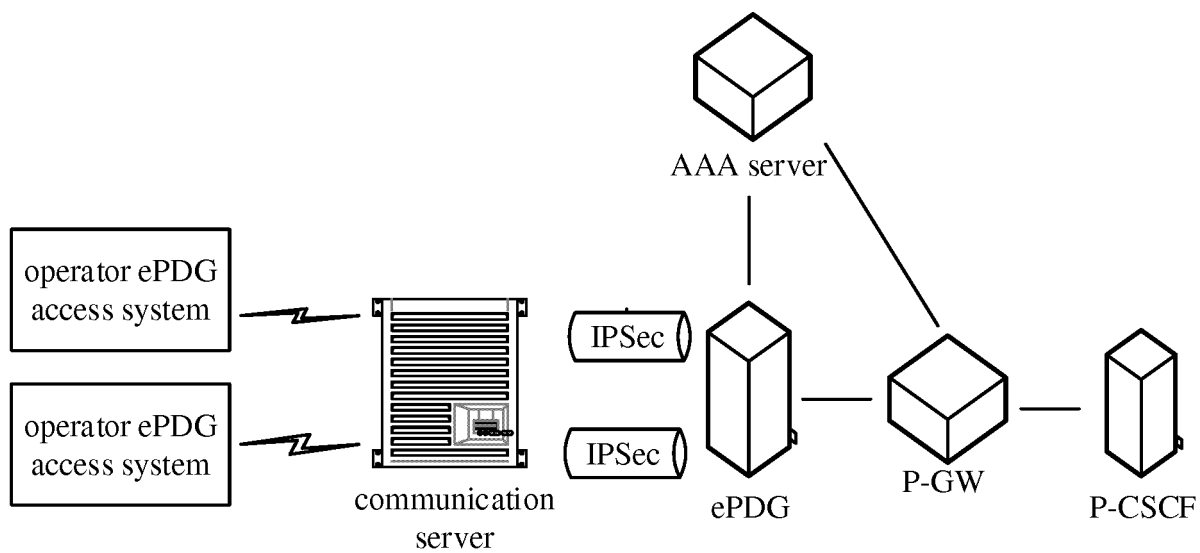 AAA server
operator ePDG
access system
IPSec
operator ePDG
access system
IPSec
communication
server
ePDG
P-GW
P-CSCF